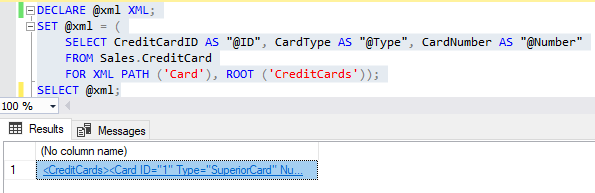 DECLARE @xml XML;
SET @xml = (
SELECT CreditCardID AS "@ID", CardType AS "@Type", CardNumber AS "@Number"
FROM Sales.CreditCard
FOR XML PATH ('Card'), ROOT ('CreditCards'));
SELECT @xml;
100 %
Results Messages
(No column name)
1 <CreditCards><Card ID="1" Type="SuperiorCard" Nu...